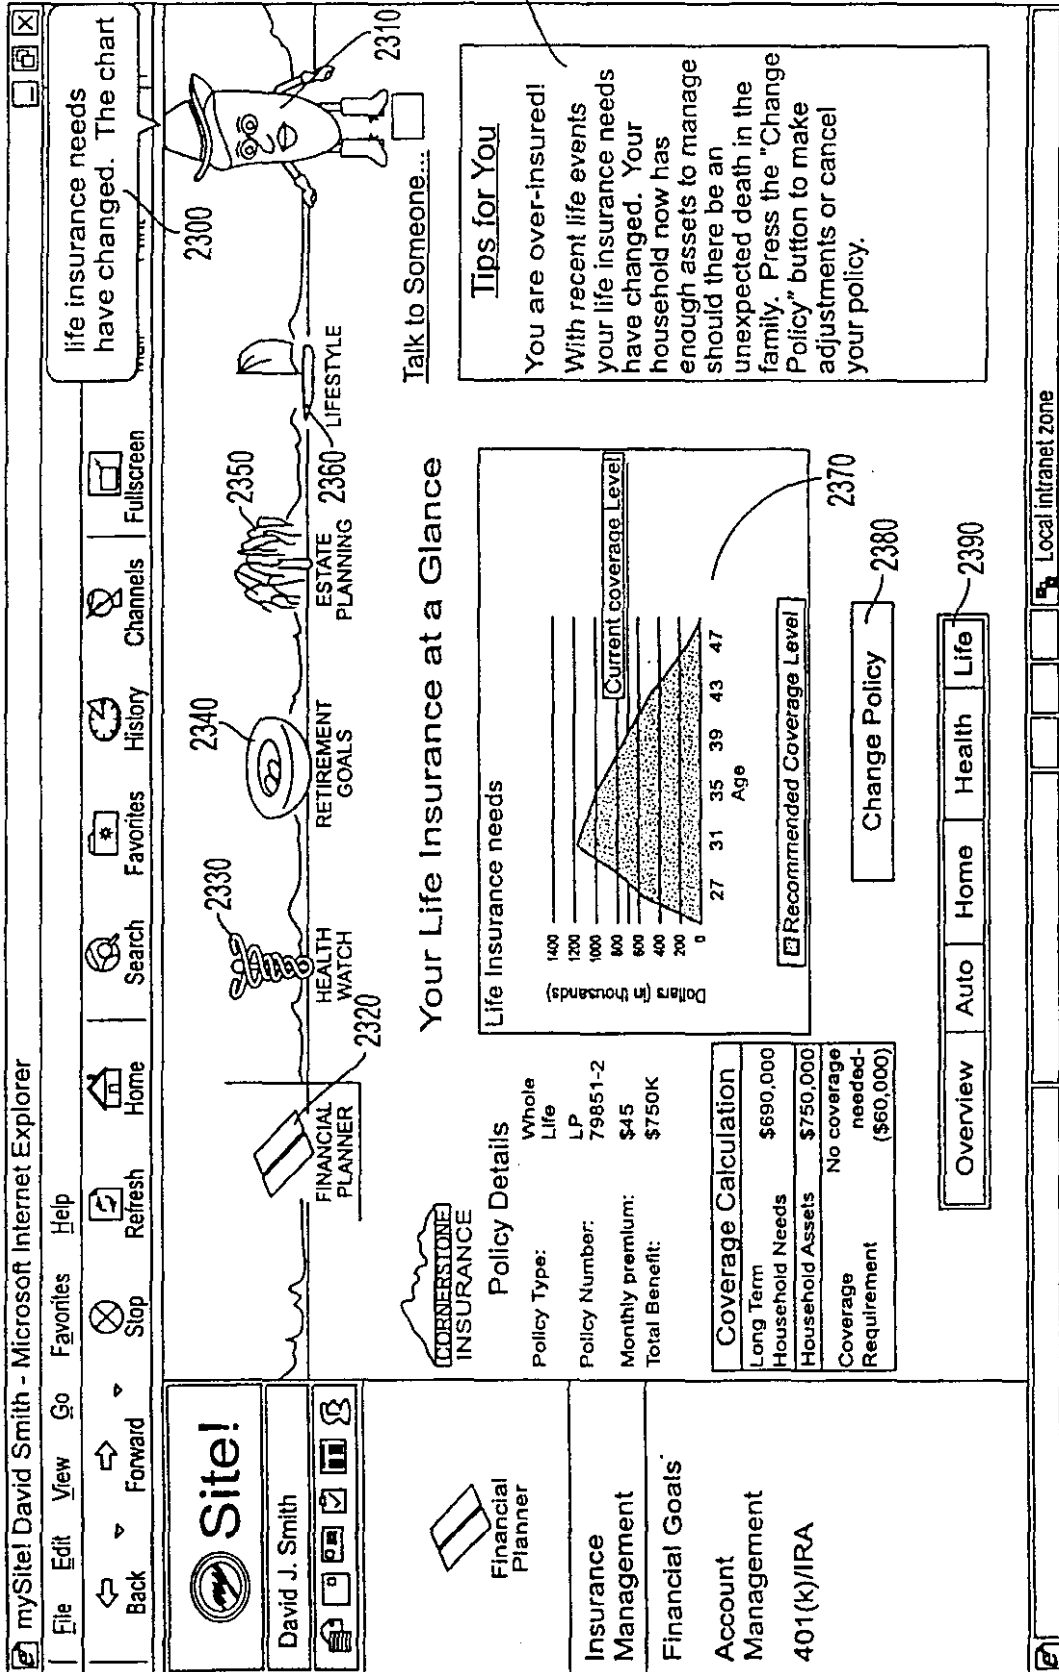 mySite! David Smith - Microsoft Internet Explorer
File Edit View Go Favorites Help
Back Forward Stop Refresh Home Search Favorites History Channels Fullscreen
life insurance needs
have changed. The chart
2300
2310
Site!
David J. Smith
FINANCIAL
PLANNER
2320
HEALTH
WATCH
2330
RETIREMENT
GOALS
2340
ESTATE
PLANNING
2350
LIFESTYLE
2360
Talk to Someone...
Financial
Planner
Insurance
Management
Financial Goals
Account
Management
401(k)/IRA
CORNERSTONE
INSURANCE
Your Life Insurance at a Glance
Policy Details
Policy Type: Whole
Life
Policy Number: LP
79851-2
Monthly premium: $45
Total Benefit: $750K
Coverage Calculation
Long Term
Household Needs $690,000
Household Assets $750,000
Coverage
Requirement
No coverage
needed-
($60,000)
Life Insurance needs
Dollars (in thousands)
1400
1200
1000
800
600
400
200
0
27 31 35 39 43 47
Age
Current coverage Level
Recommended Coverage Level
2370
Change Policy
2380
Tips for You
You are over-insured!
With recent life events
your life insurance needs
have changed. Your
household now has
enough assets to manage
should there be an
unexpected death in the
family. Press the "Change
Policy" button to make
adjustments or cancel
your policy.
Overview Auto Home Health Life
2390
Local intranet zone